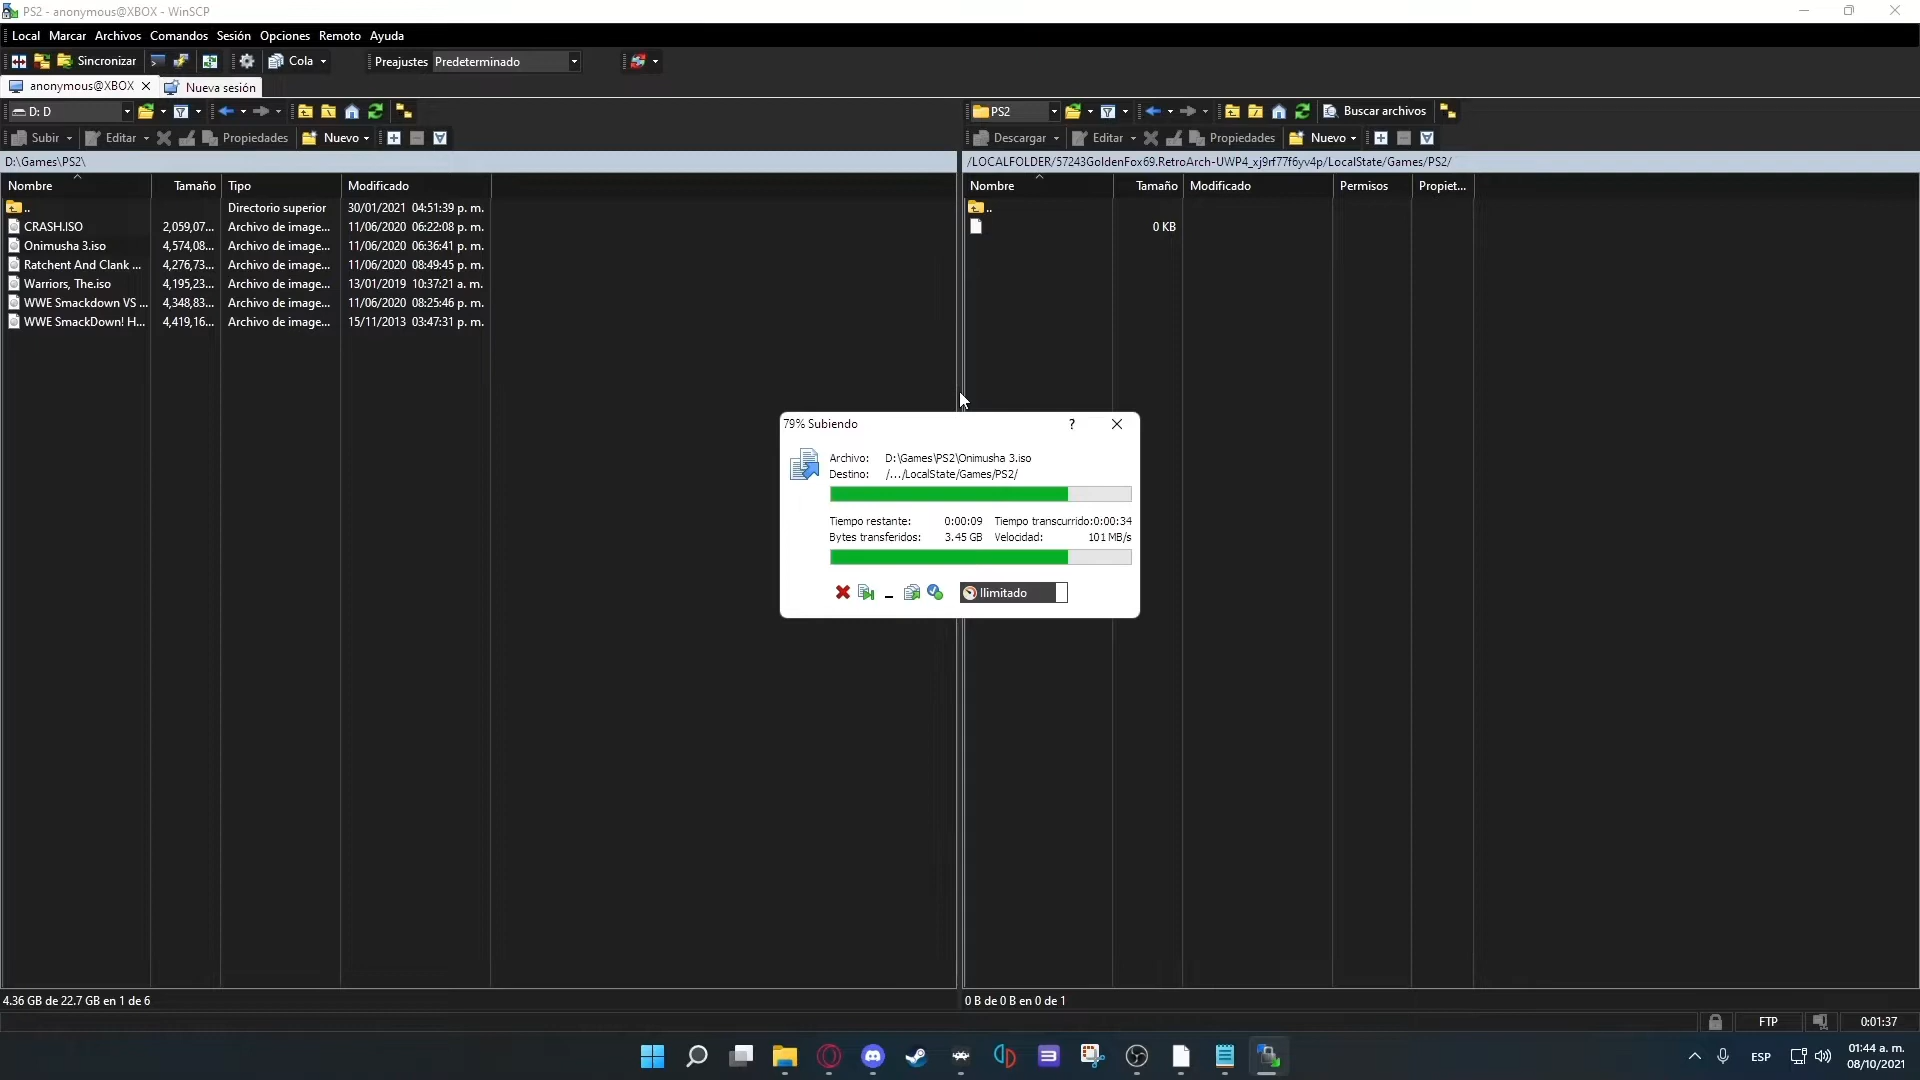 PS2 - anonymous@XBOX - WinSCP
Local Marcar Archivos Comandos Sesión Opciones Remoto Ayuda
Sincronizar Cola Preajustes Predeterminado
anonymous@XBOX Nueva sesión
D: D
PS2 Buscar archivos
Subir Editar Propiedades Nuevo
Descargar Editar Propiedades Nuevo
D:\Games\PS2\
/LOCALFOLDER/57243GoldenFox69.RetroArch-UWP4_xj9rf77f6yv4p/LocalState/Games/PS2/
Nombre Tamaño Tipo Modificado
.. Directorio superior 30/01/2021 04:51:39 p. m.
CRASH.ISO 2,059,07... Archivo de image... 11/06/2020 06:22:08 p. m.
Onimusha 3.iso 4,574,08... Archivo de image... 11/06/2020 06:36:41 p. m.
Ratchent And Clank ... 4,276,73... Archivo de image... 11/06/2020 08:49:45 p. m.
Warriors, The.iso 4,195,23... Archivo de image... 13/01/2019 10:37:21 a. m.
WWE Smackdown VS ... 4,348,83... Archivo de image... 11/06/2020 08:25:46 p. m.
WWE SmackDown! H... 4,419,16... Archivo de image... 15/11/2013 03:47:31 p. m.
Nombre Tamaño Modificado Permisos Propiet...
..
0 KB
79% Subiendo ?
Archivo: D:\Games\PS2\Onimusha 3.iso
Destino: /.../LocalState/Games/PS2/
Tiempo restante: 0:00:09 Tiempo transcurrido:0:00:34
Bytes transferidos: 3.45 GB Velocidad: 101 MB/s
Ilimitado
4.36 GB de 22.7 GB en 1 de 6
0 B de 0 B en 0 de 1
FTP 0:01:37
ESP 01:44 a. m.
08/10/2021